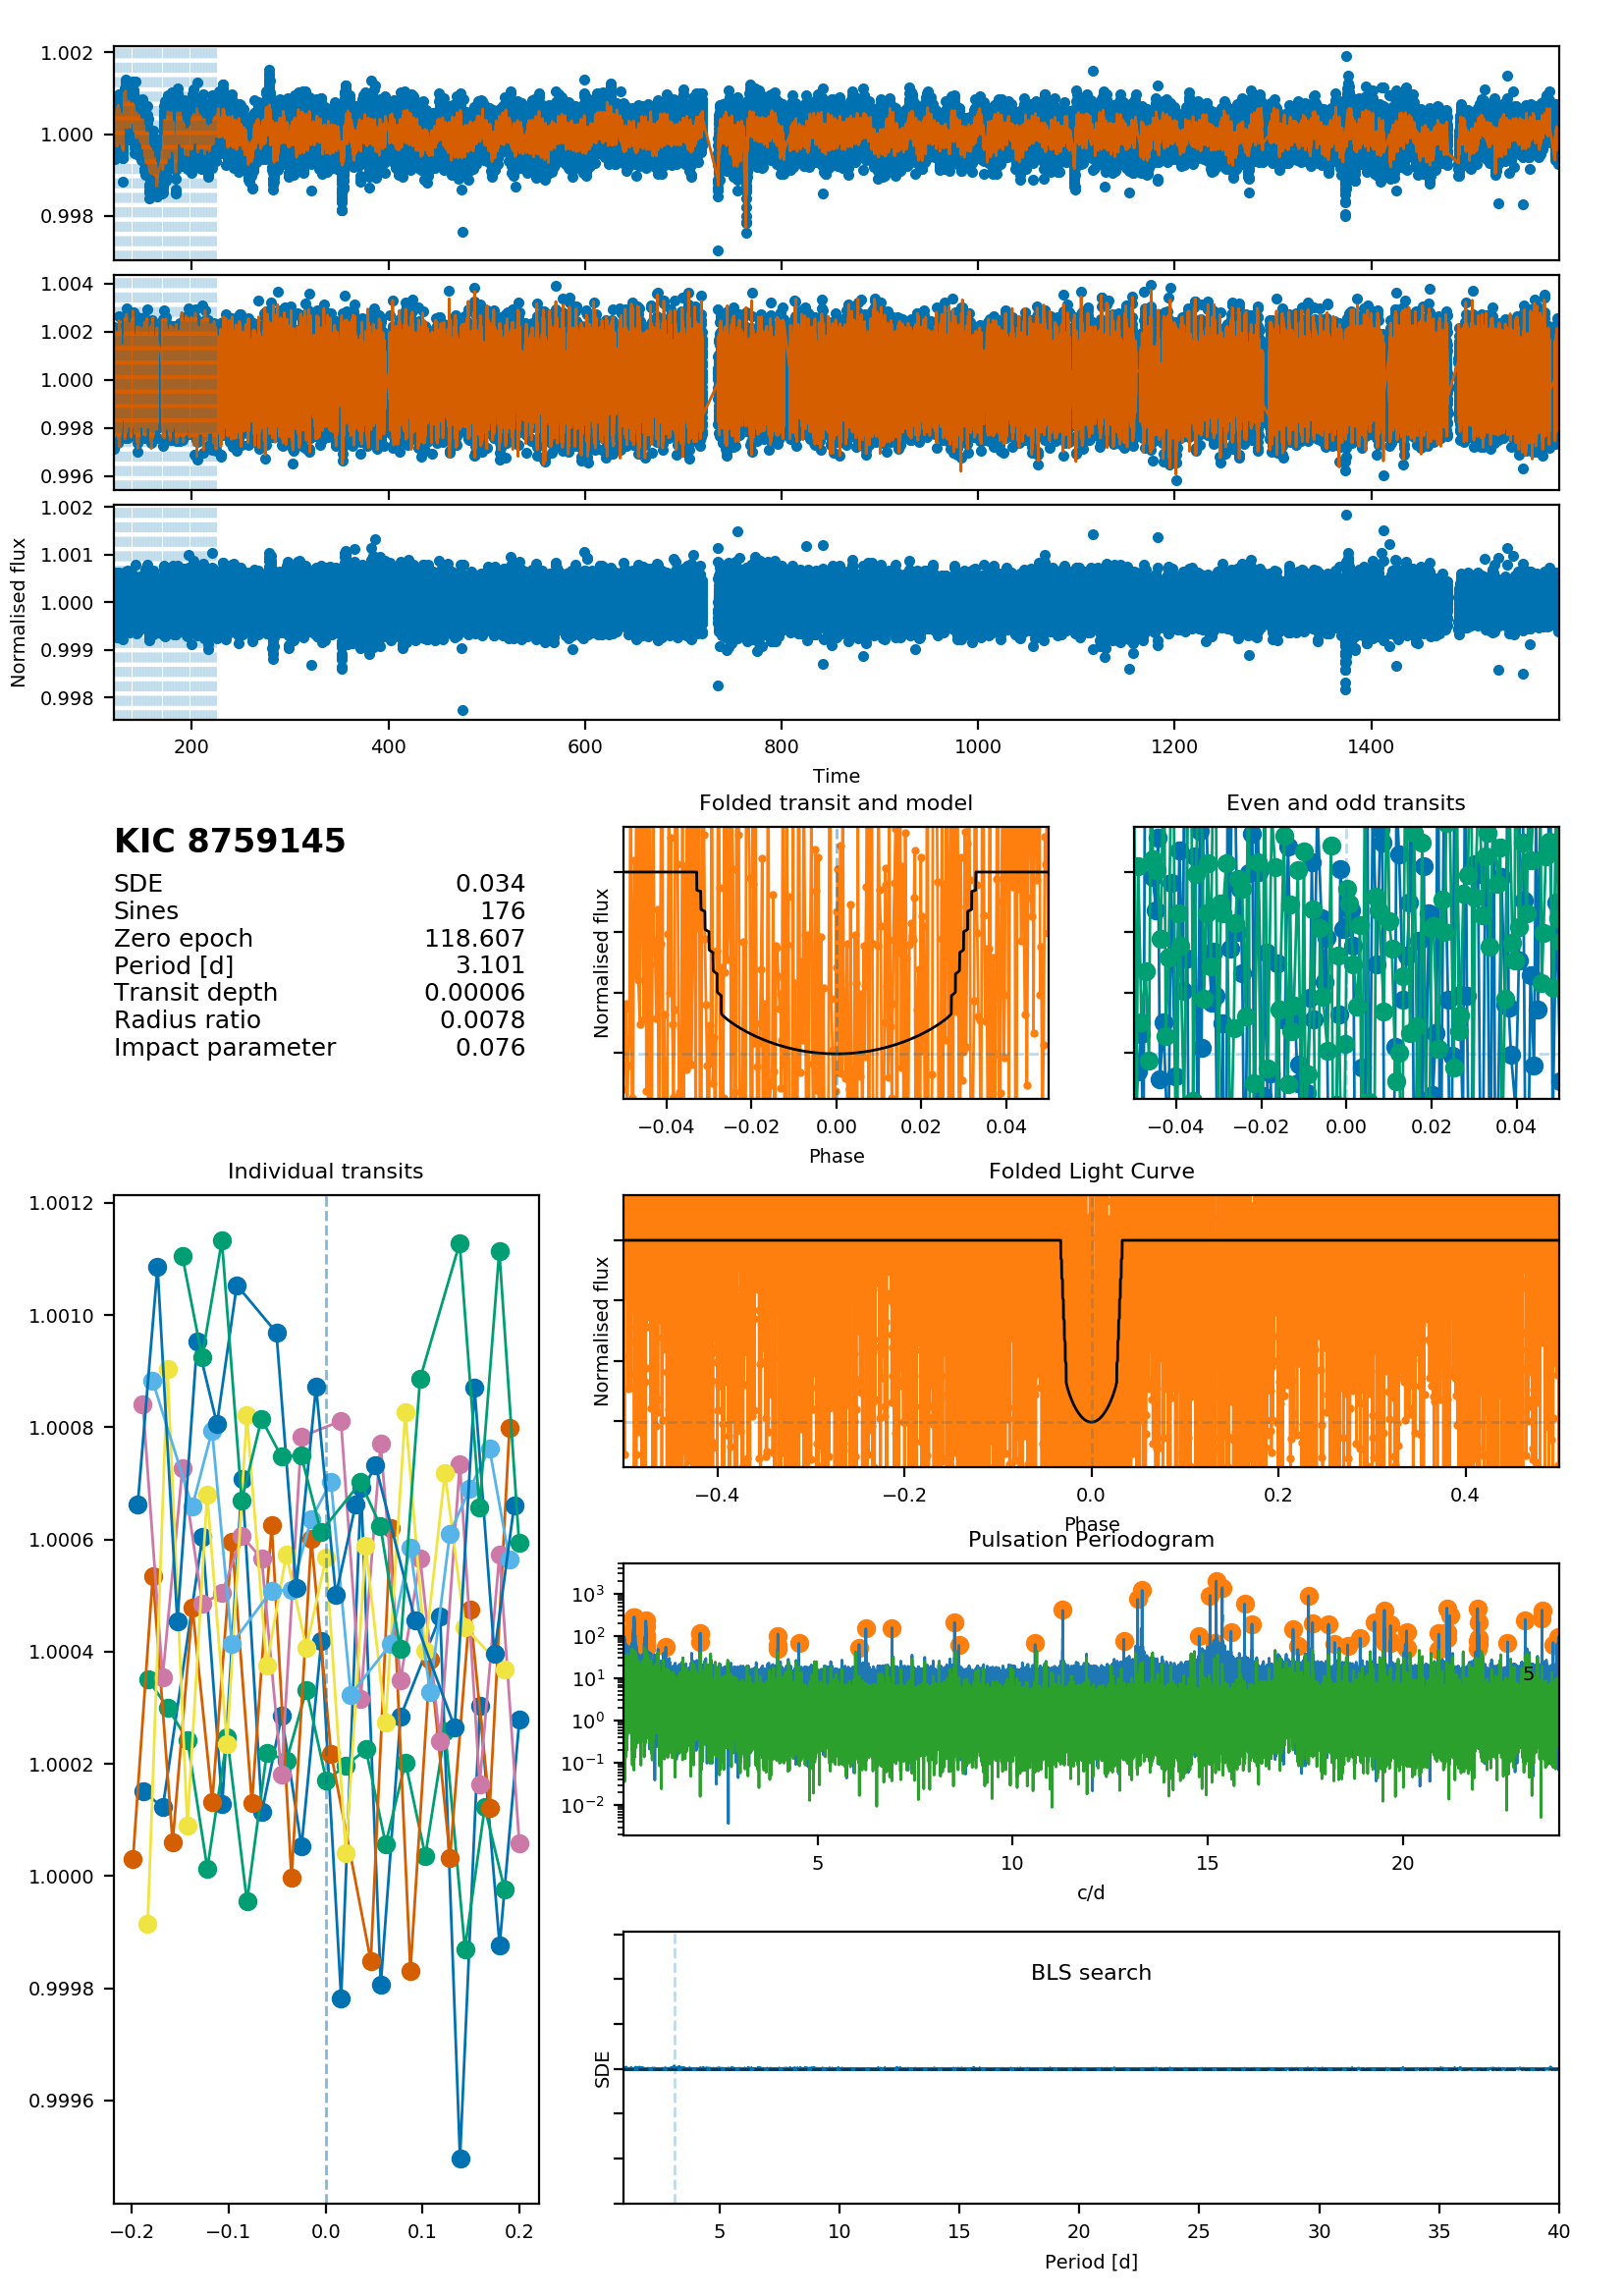 1.002
1.000
0.998
1.004
1.002
1.000
0.998
0.996
1.002
1.001
1.000
0.999
0.998
Normalised flux
200 400 600 800 1000 1200 1400
Time
KIC 8759145
SDE 0.034
Sines 176
Zero epoch 118.607
Period [d] 3.101
Transit depth 0.00006
Radius ratio 0.0078
Impact parameter 0.076
Folded transit and model
Normalised flux
−0.04 −0.02 0.00 0.02 0.04
Phase
Even and odd transits
−0.04 −0.02 0.00 0.02 0.04
Individual transits
1.0012
1.0010
1.0008
1.0006
1.0004
1.0002
1.0000
0.9998
0.9996
−0.2 −0.1 0.0 0.1 0.2
Folded Light Curve
Normalised flux
−0.4 −0.2 0.0 0.2 0.4
Phase
Pulsation Periodogram
10³
10²
10¹
10⁰
10⁻¹
10⁻²
5
5 10 15 20
c/d
BLS search
SDE
5 10 15 20 25 30 35 40
Period [d]